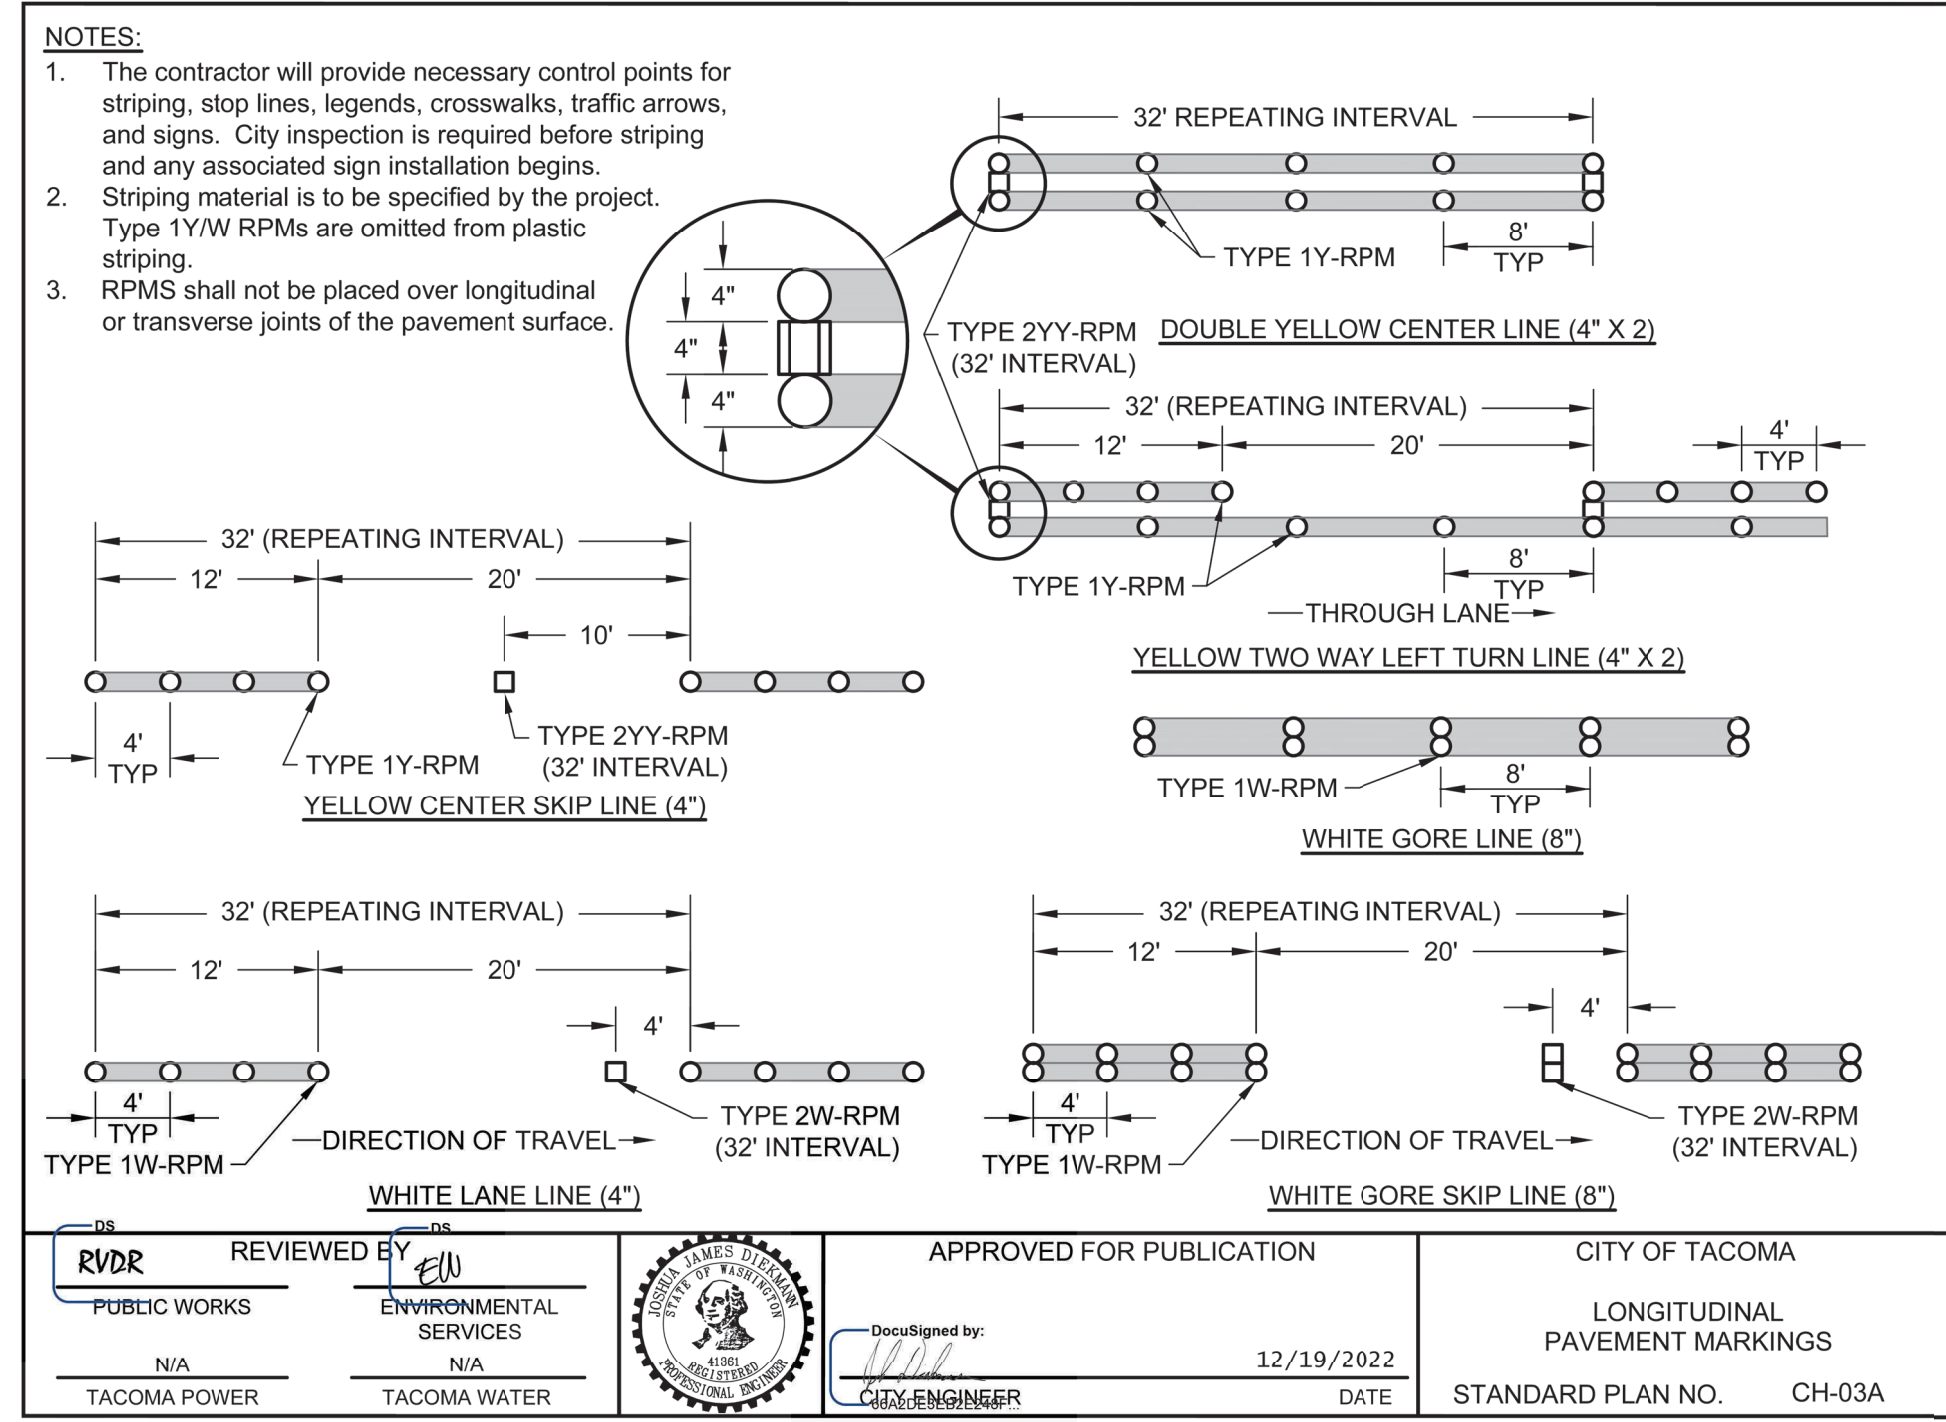 NOTES:
1. The contractor will provide necessary control points for
striping, stop lines, legends, crosswalks, traffic arrows,
and signs. City inspection is required before striping
and any associated sign installation begins.
2. Striping material is to be specified by the project.
Type 1Y/W RPMs are omitted from plastic
striping.
3. RPMS shall not be placed over longitudinal
or transverse joints of the pavement surface.
4"
4"
4"
32' REPEATING INTERVAL
TYPE 1Y-RPM
8'
TYP
TYPE 2YY-RPM
(32' INTERVAL)
DOUBLE YELLOW CENTER LINE (4" X 2)
32' (REPEATING INTERVAL)
12'
20'
4'
TYP
TYPE 1Y-RPM
8'
TYP
THROUGH LANE
YELLOW TWO WAY LEFT TURN LINE (4" X 2)
32' (REPEATING INTERVAL)
12'
20'
10'
4'
TYP
TYPE 1Y-RPM
TYPE 2YY-RPM
(32' INTERVAL)
YELLOW CENTER SKIP LINE (4")
TYPE 1W-RPM
8'
TYP
WHITE GORE LINE (8")
32' (REPEATING INTERVAL)
12'
20'
4'
4'
TYP
TYPE 1W-RPM
DIRECTION OF TRAVEL
TYPE 2W-RPM
(32' INTERVAL)
WHITE LANE LINE (4")
32' (REPEATING INTERVAL)
12'
20'
4'
4'
TYP
TYPE 1W-RPM
DIRECTION OF TRAVEL
TYPE 2W-RPM
(32' INTERVAL)
WHITE GORE SKIP LINE (8")
REVIEWED BY
DS
RVDR
PUBLIC WORKS
DS
EW
ENVIRONMENTAL
SERVICES
N/A
TACOMA POWER
N/A
TACOMA WATER
JOSHUA JAMES DIEKMANN
STATE OF WASHINGTON
41361
REGISTERED
PROFESSIONAL ENGINEER
APPROVED FOR PUBLICATION
DocuSigned by:
12/19/2022
CITY ENGINEER
66A2DE3EB2E248F...
DATE
CITY OF TACOMA
LONGITUDINAL
PAVEMENT MARKINGS
STANDARD PLAN NO. CH-03A